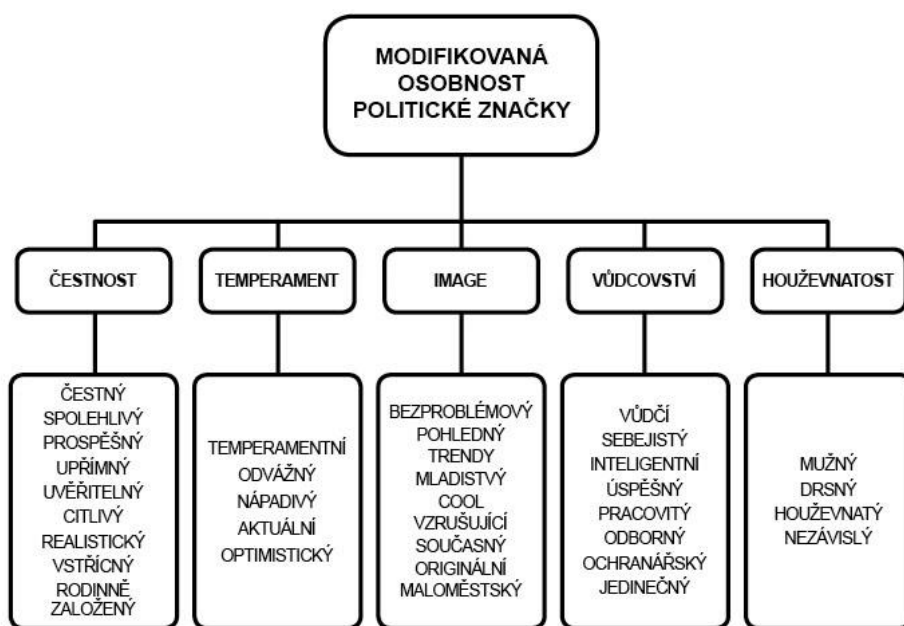 MODIFIKOVANÁ
OSOBNOST
POLITICKÉ ZNAČKY
ČESTNOST
TEMPERAMENT
IMAGE
VŮDCOVSTVÍ
HOUŽEVNATOST
ČESTNÝ
SPOLEHLIVÝ
PROSPĚŠNÝ
UPŘÍMNÝ
UVĚŘITELNÝ
CITLIVÝ
REALISTICKÝ
VSTŘÍCNÝ
RODINNĚ
ZALOŽENÝ
TEMPERAMENTNÍ
ODVÁŽNÝ
NÁPADIVÝ
AKTUÁLNÍ
OPTIMISTICKÝ
BEZPROBLÉMOVÝ
POHLEDNÝ
TRENDY
MLADISTVÝ
COOL
VZRUŠUJÍCÍ
SOUČASNÝ
ORIGINÁLNÍ
MALOMĚSTSKÝ
VŮDČÍ
SEBEJISTÝ
INTELIGENTNÍ
ÚSPĚŠNÝ
PRACOVITÝ
ODBORNÝ
OCHRANÁŘSKÝ
JEDINEČNÝ
MUŽNÝ
DRSNÝ
HOUŽEVNATÝ
NEZÁVISLÝ